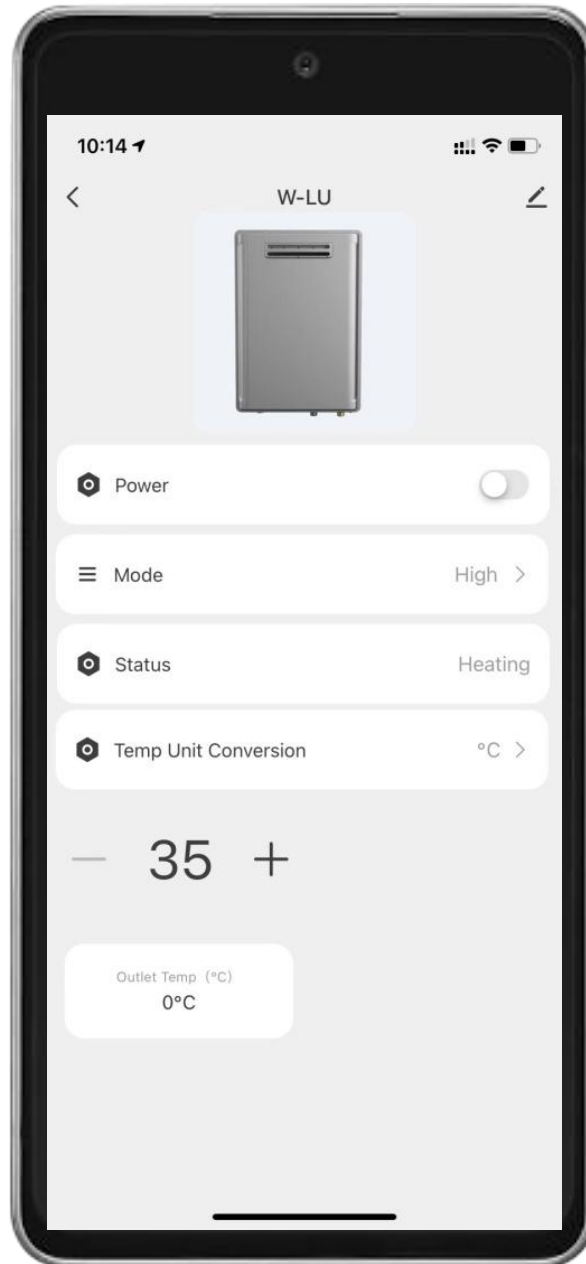 10:14
W-LU
Power
Mode High
Status Heating
Temp Unit Conversion °C
35
Outlet Temp (°C)
0°C